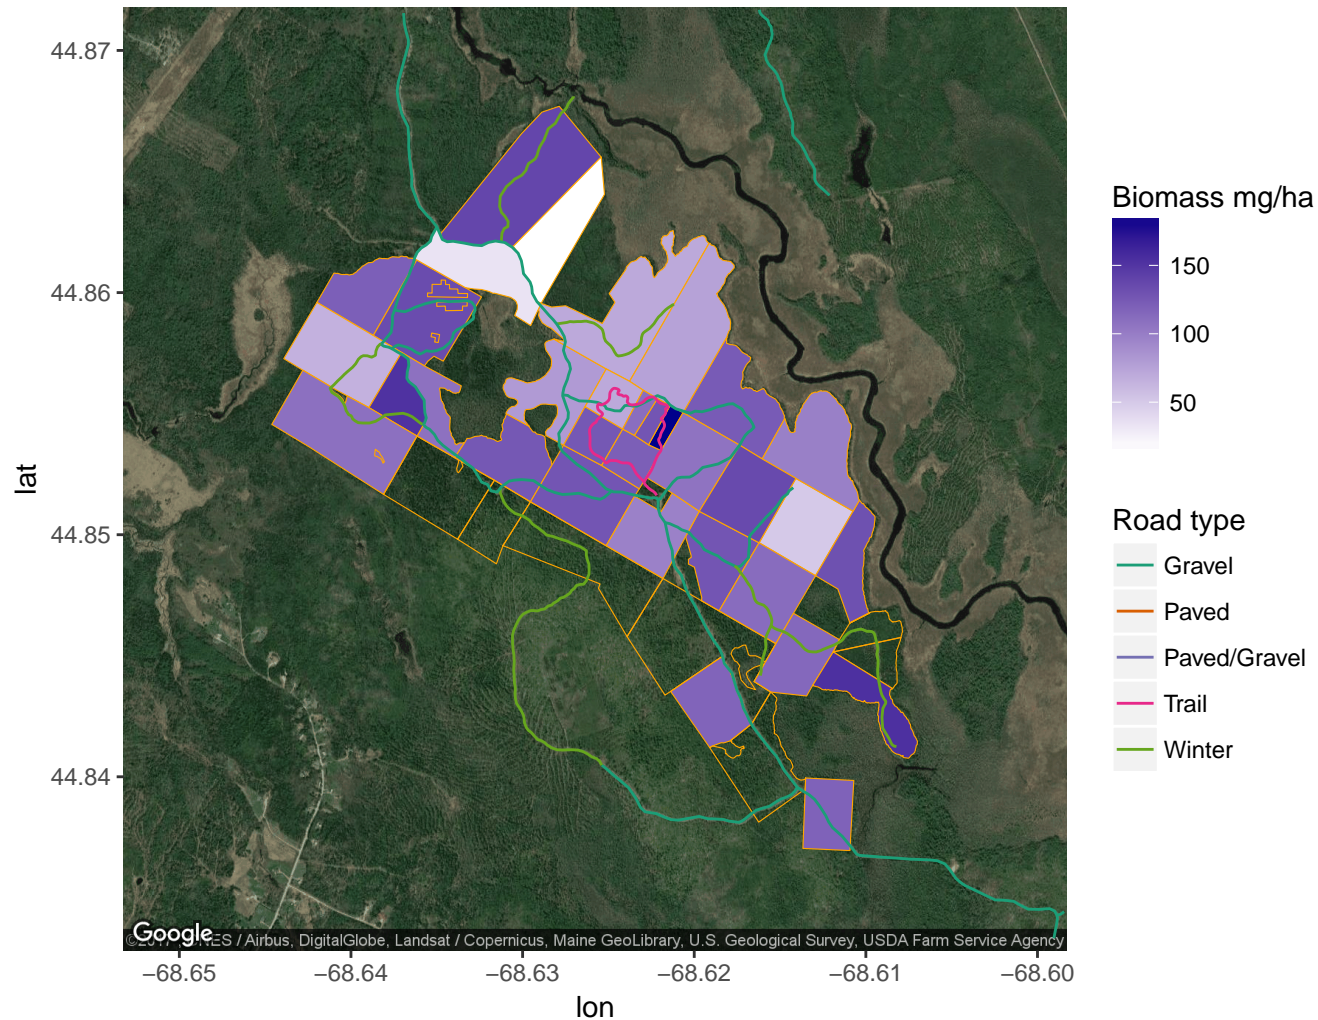 44.87
44.86
44.85
44.84
lat
−68.65
−68.64
−68.63
−68.62
−68.61
−68.60
lon
Google
/ Airbus, DigitalGlobe, Landsat / Copernicus, Maine GeoLibrary, U.S. Geological Survey, USDA Farm Service Agency
Biomass mg/ha
150
100
50
Road type
Gravel
Paved
Paved/Gravel
Trail
Winter